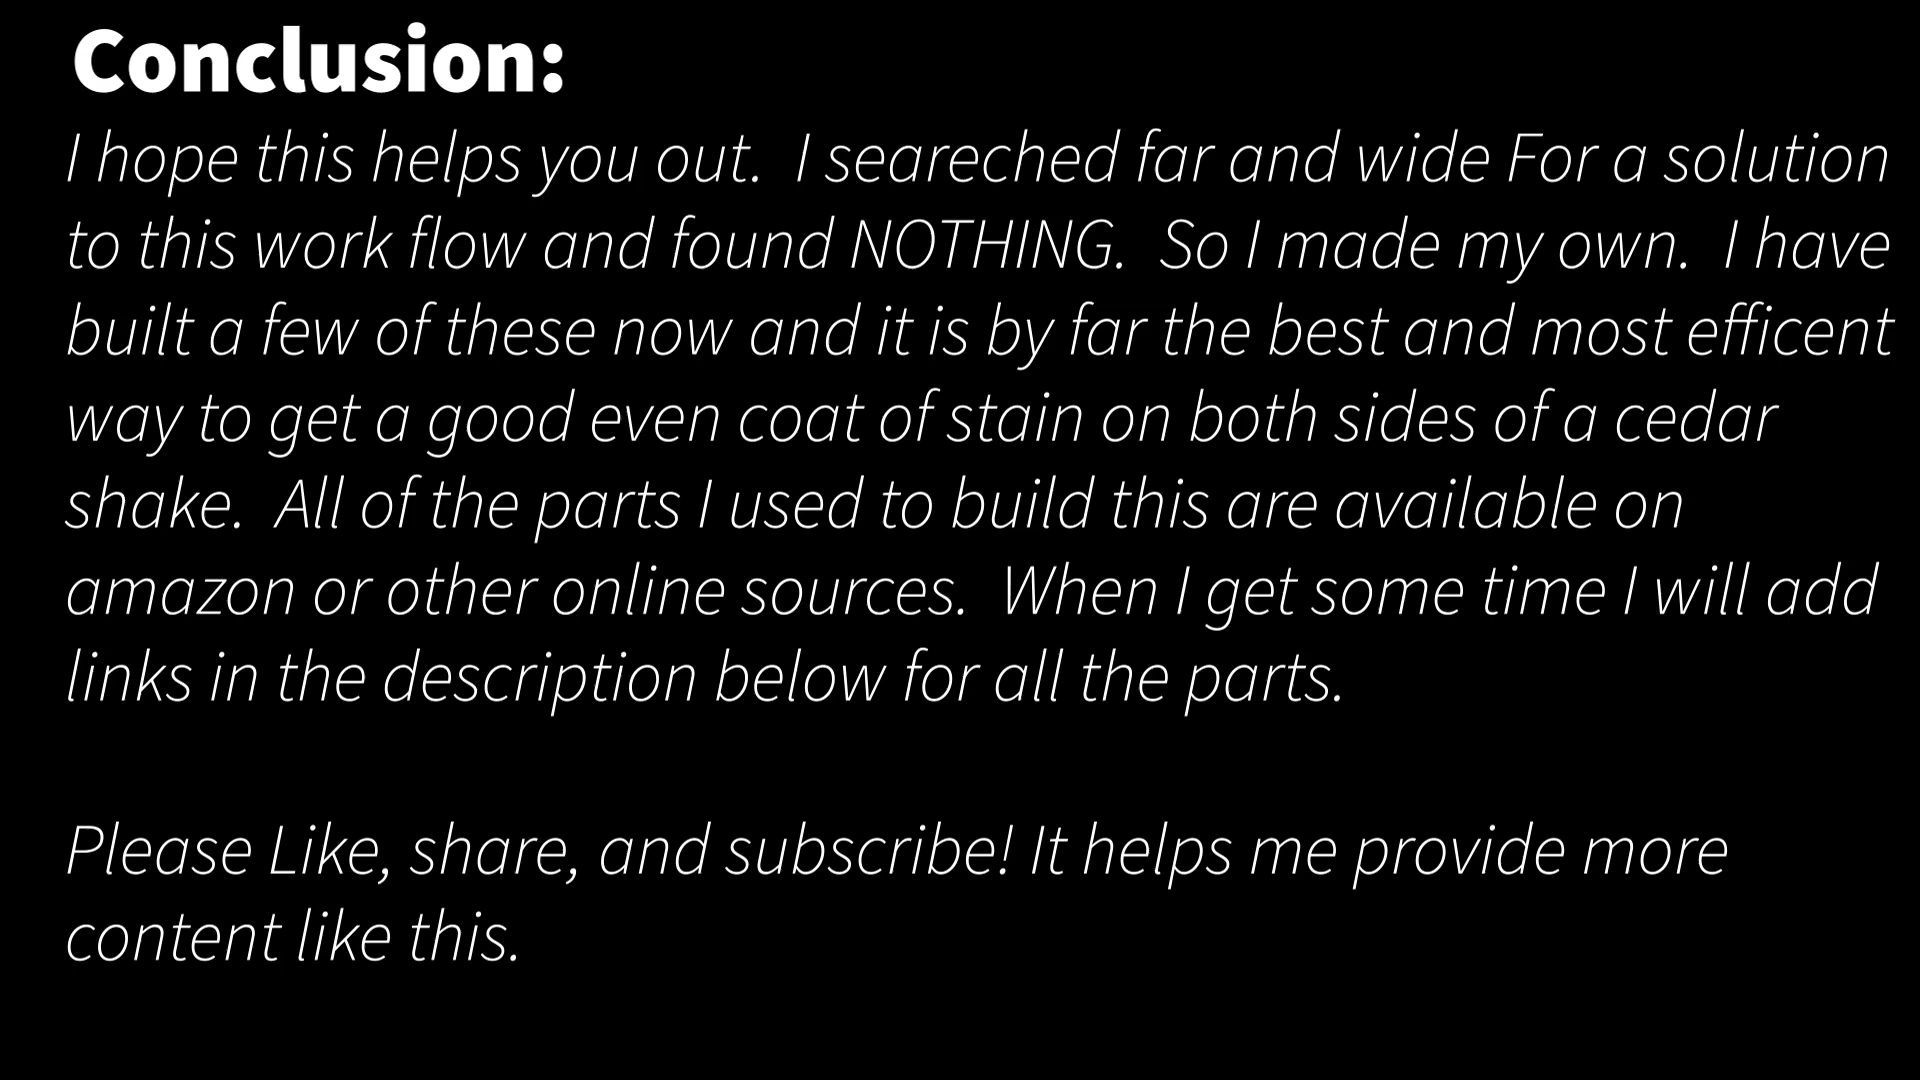 Conclusion:
I hope this helps you out.  I seareched far and wide For a solution
to this work flow and found NOTHING.  So I made my own.  I have
built a few of these now and it is by far the best and most efficent
way to get a good even coat of stain on both sides of a cedar
shake.  All of the parts I used to build this are available on
amazon or other online sources.  When I get some time I will add
links in the description below for all the parts.
Please Like, share, and subscribe! It helps me provide more
content like this.